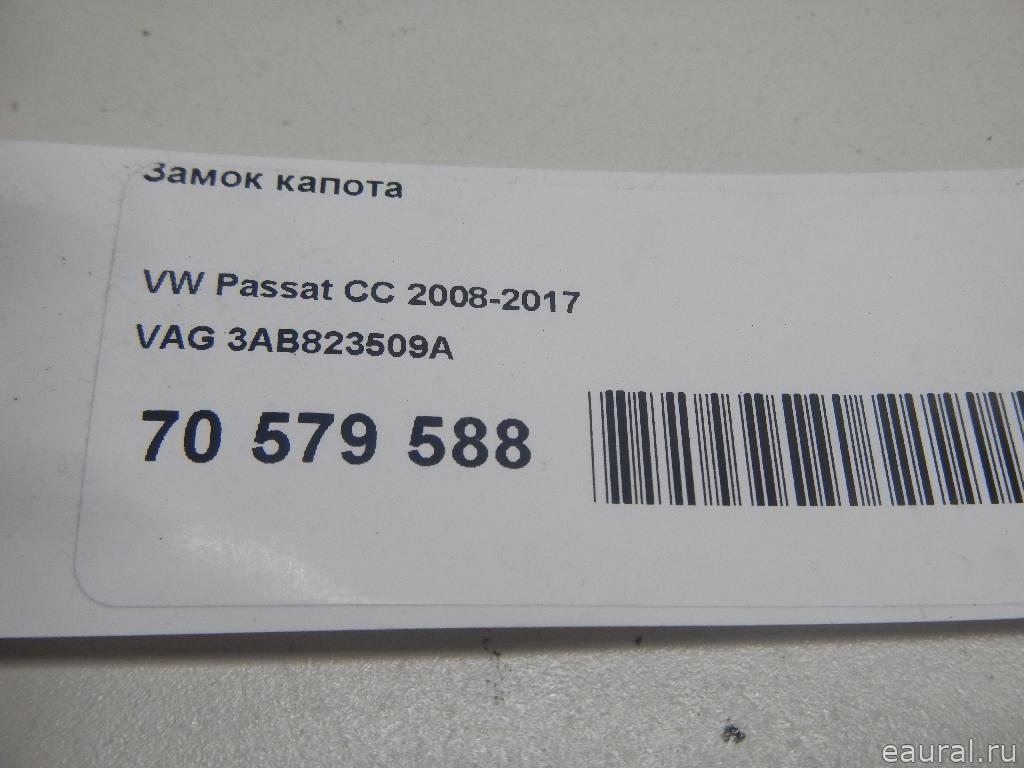 Замок капота
VW Passat CC 2008-2017
VAG 3AB823509A
70 579 588
eaural.ru